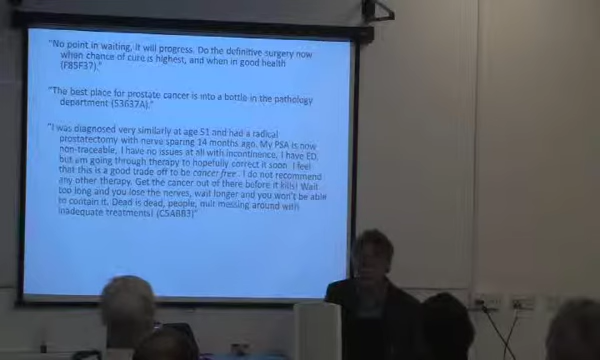 "No point in waiting, it will progress. Do the definitive surgery now
when chance of cure is highest, and when in good health
(F85F37)."
"The best place for prostate cancer is into a bottle in the pathology
department (S3637A)."
"I was diagnosed very similarly at age 51 and had a radical
prostatectomy with nerve sparing 14 months ago. My PSA is now
non-traceable, I have no issues at all with incontinence, I have ED,
but am going through therapy to hopefully correct it soon. I feel
that this is a good trade off to be cancer free. I do not recommend
any other therapy. Get the cancer out of there before it kills! Wait
too long and you lose the nerves, wait longer and you won't be able
to contain it. Dead is dead, people, quit messing around with
inadequate treatments! (C5ABB3)"